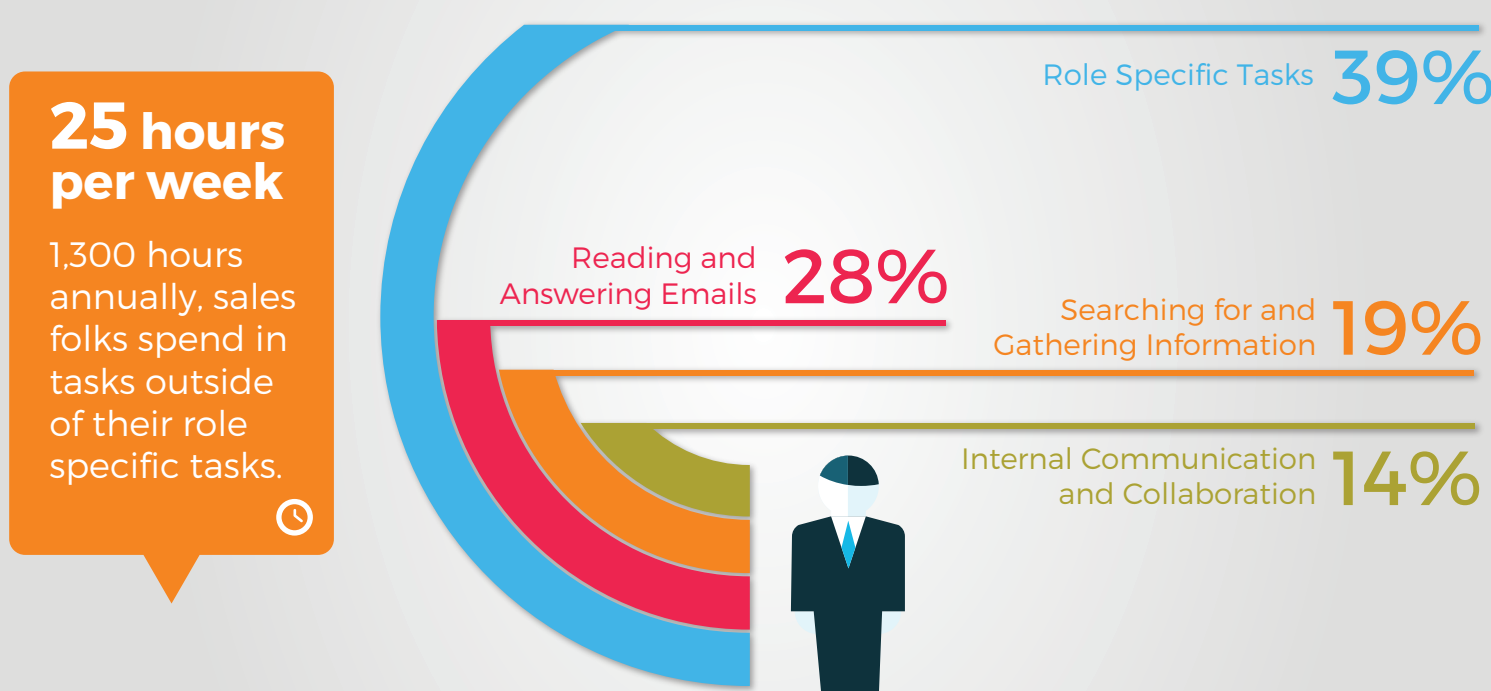 25 hours
per week
1,300 hours
annually, sales
folks spend in
tasks outside
of their role
specific tasks.
Role Specific Tasks 39%
Reading and
Answering Emails 28%
Searching for and
Gathering Information 19%
Internal Communication
and Collaboration 14%